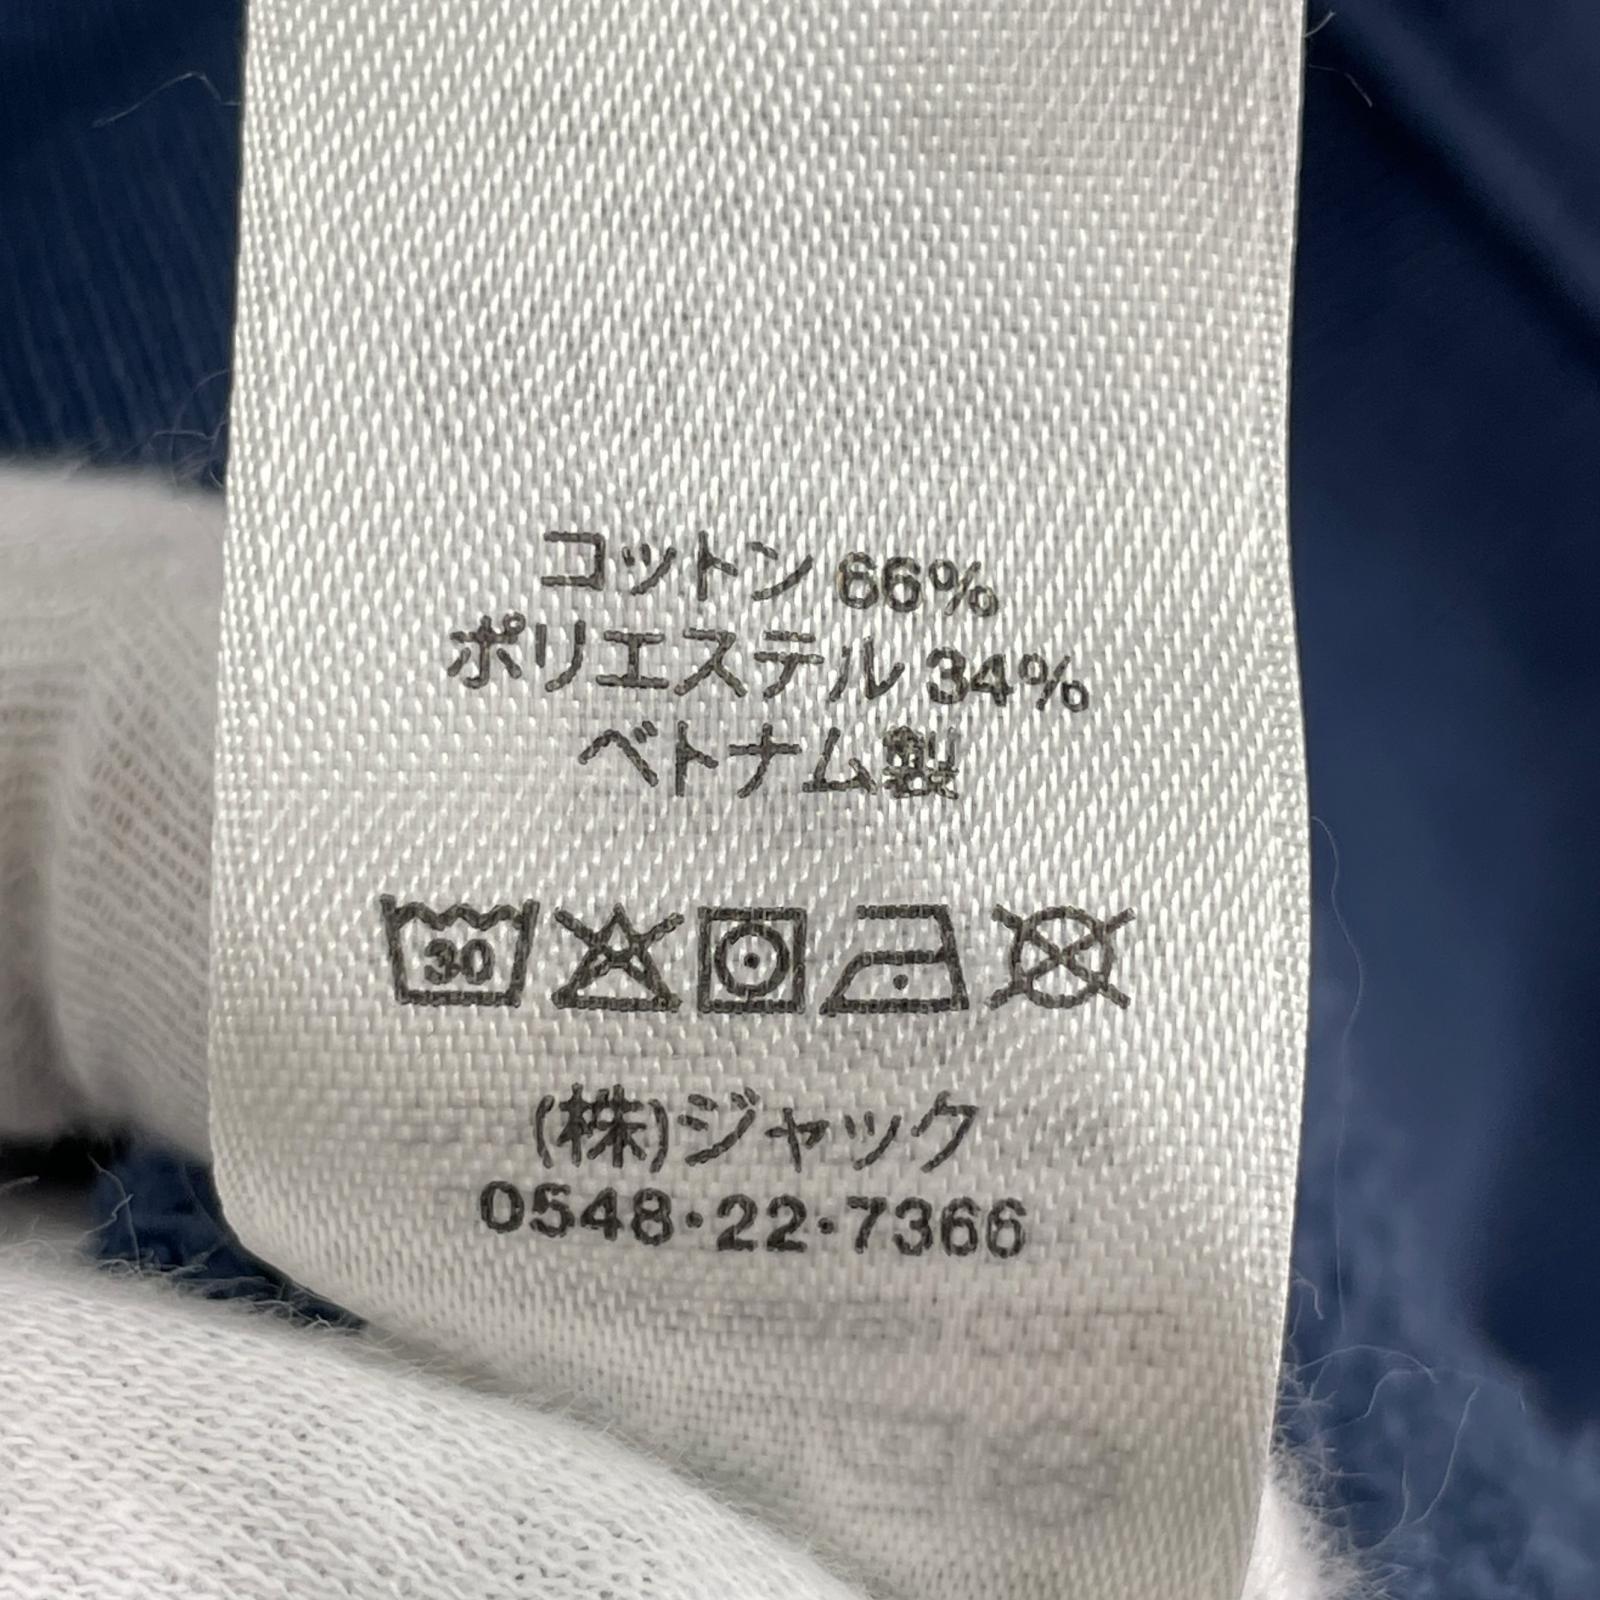 コットン 66%
ポリエステル 34%
ベトナム製
30
(株)ジャック
0548・22・7366